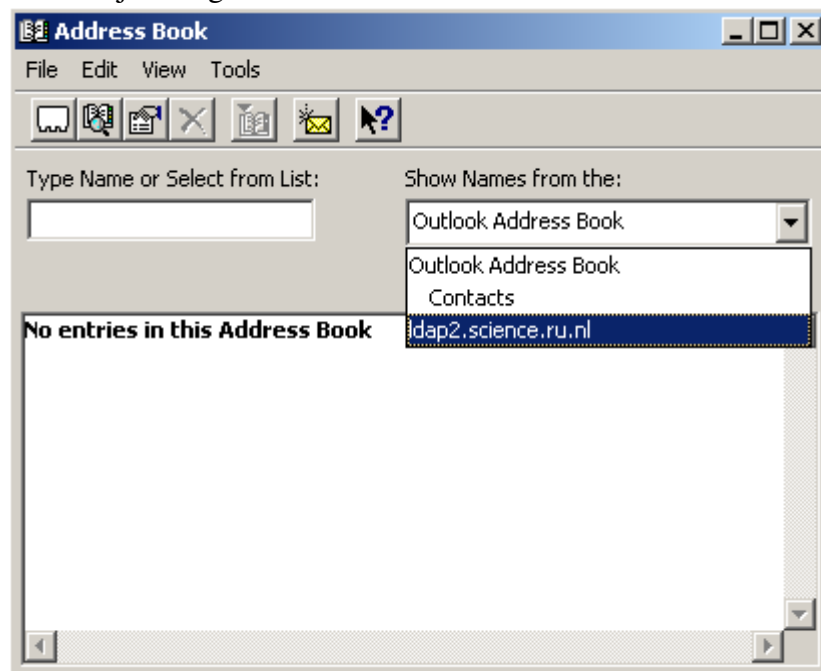 Address Book
File Edit View Tools
Type Name or Select from List:
Show Names from the:
Outlook Address Book
Outlook Address Book
Contacts
ldap2.science.ru.nl
No entries in this Address Book